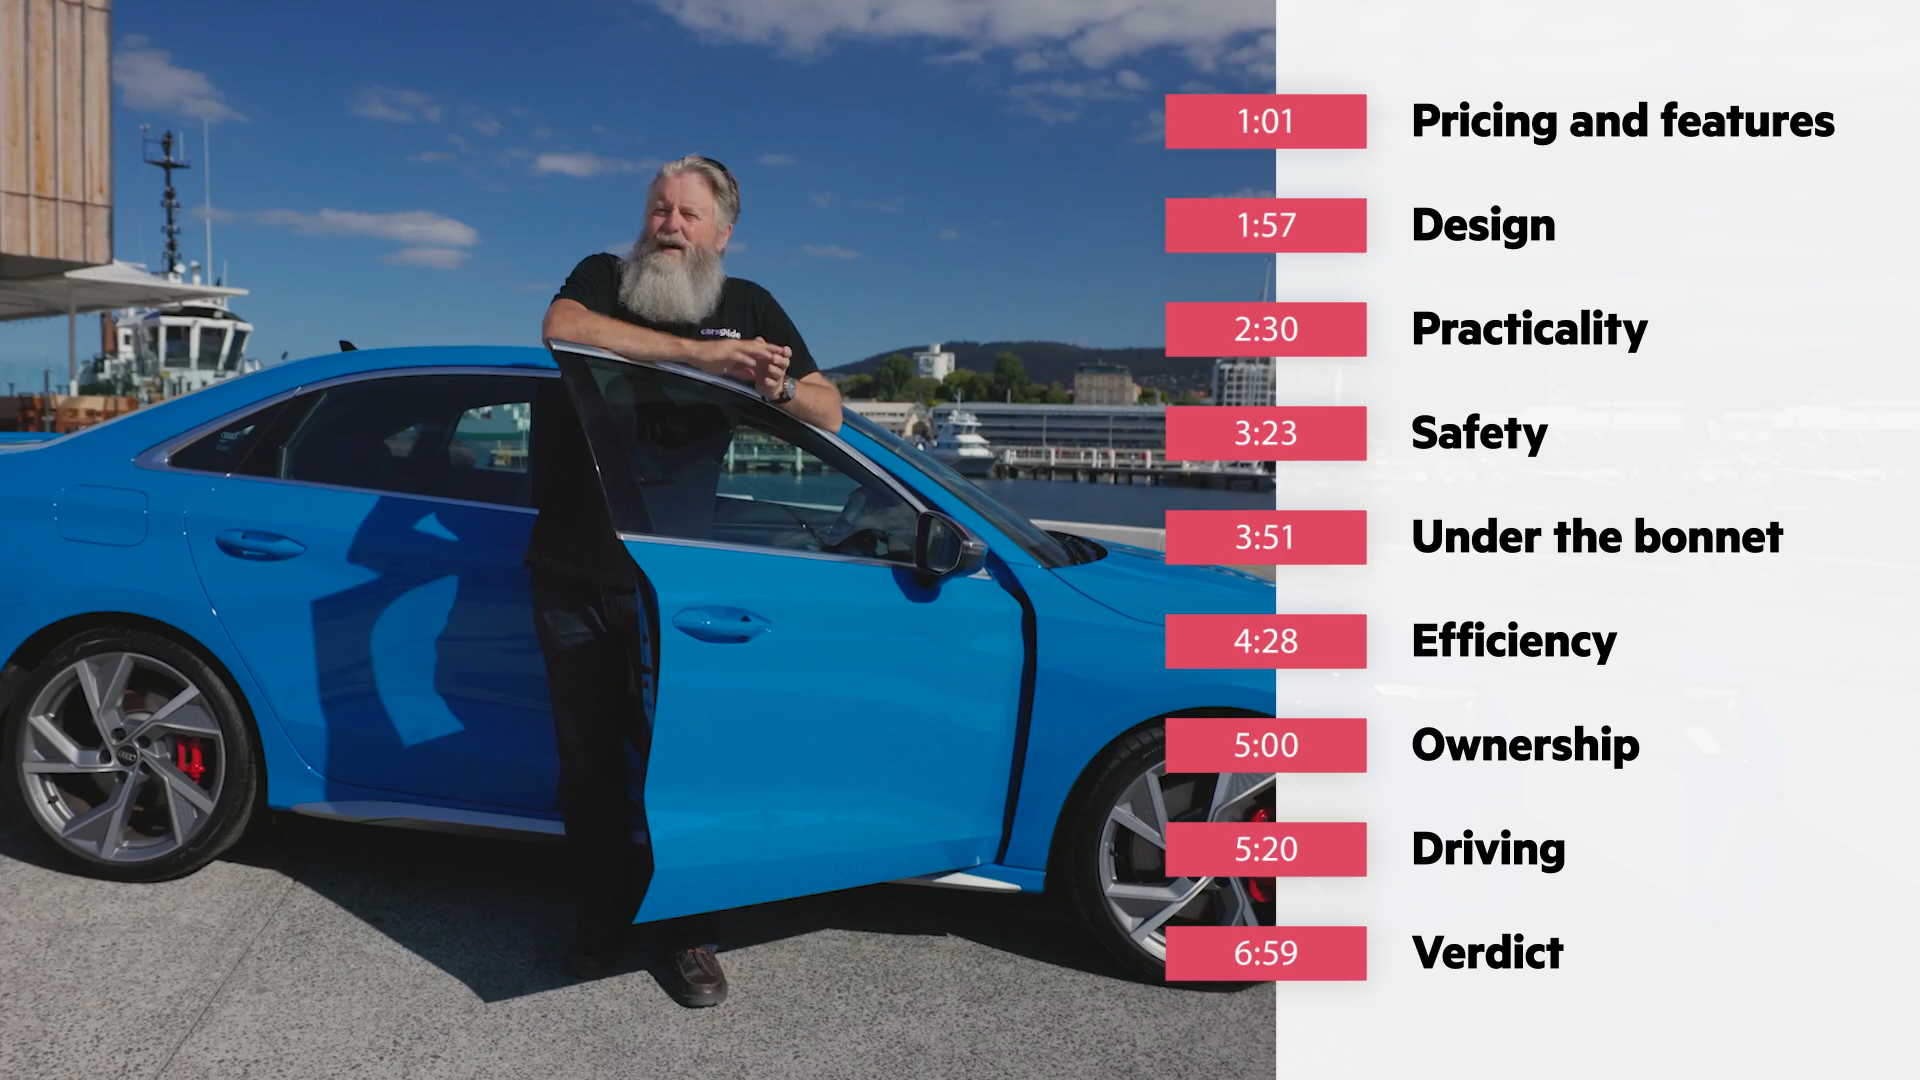 1:01 Pricing and features
1:57 Design
2:30 Practicality
carsguide
3:23 Safety
3:51 Under the bonnet
4:28 Efficiency
5:00 Ownership
5:20 Driving
6:59 Verdict